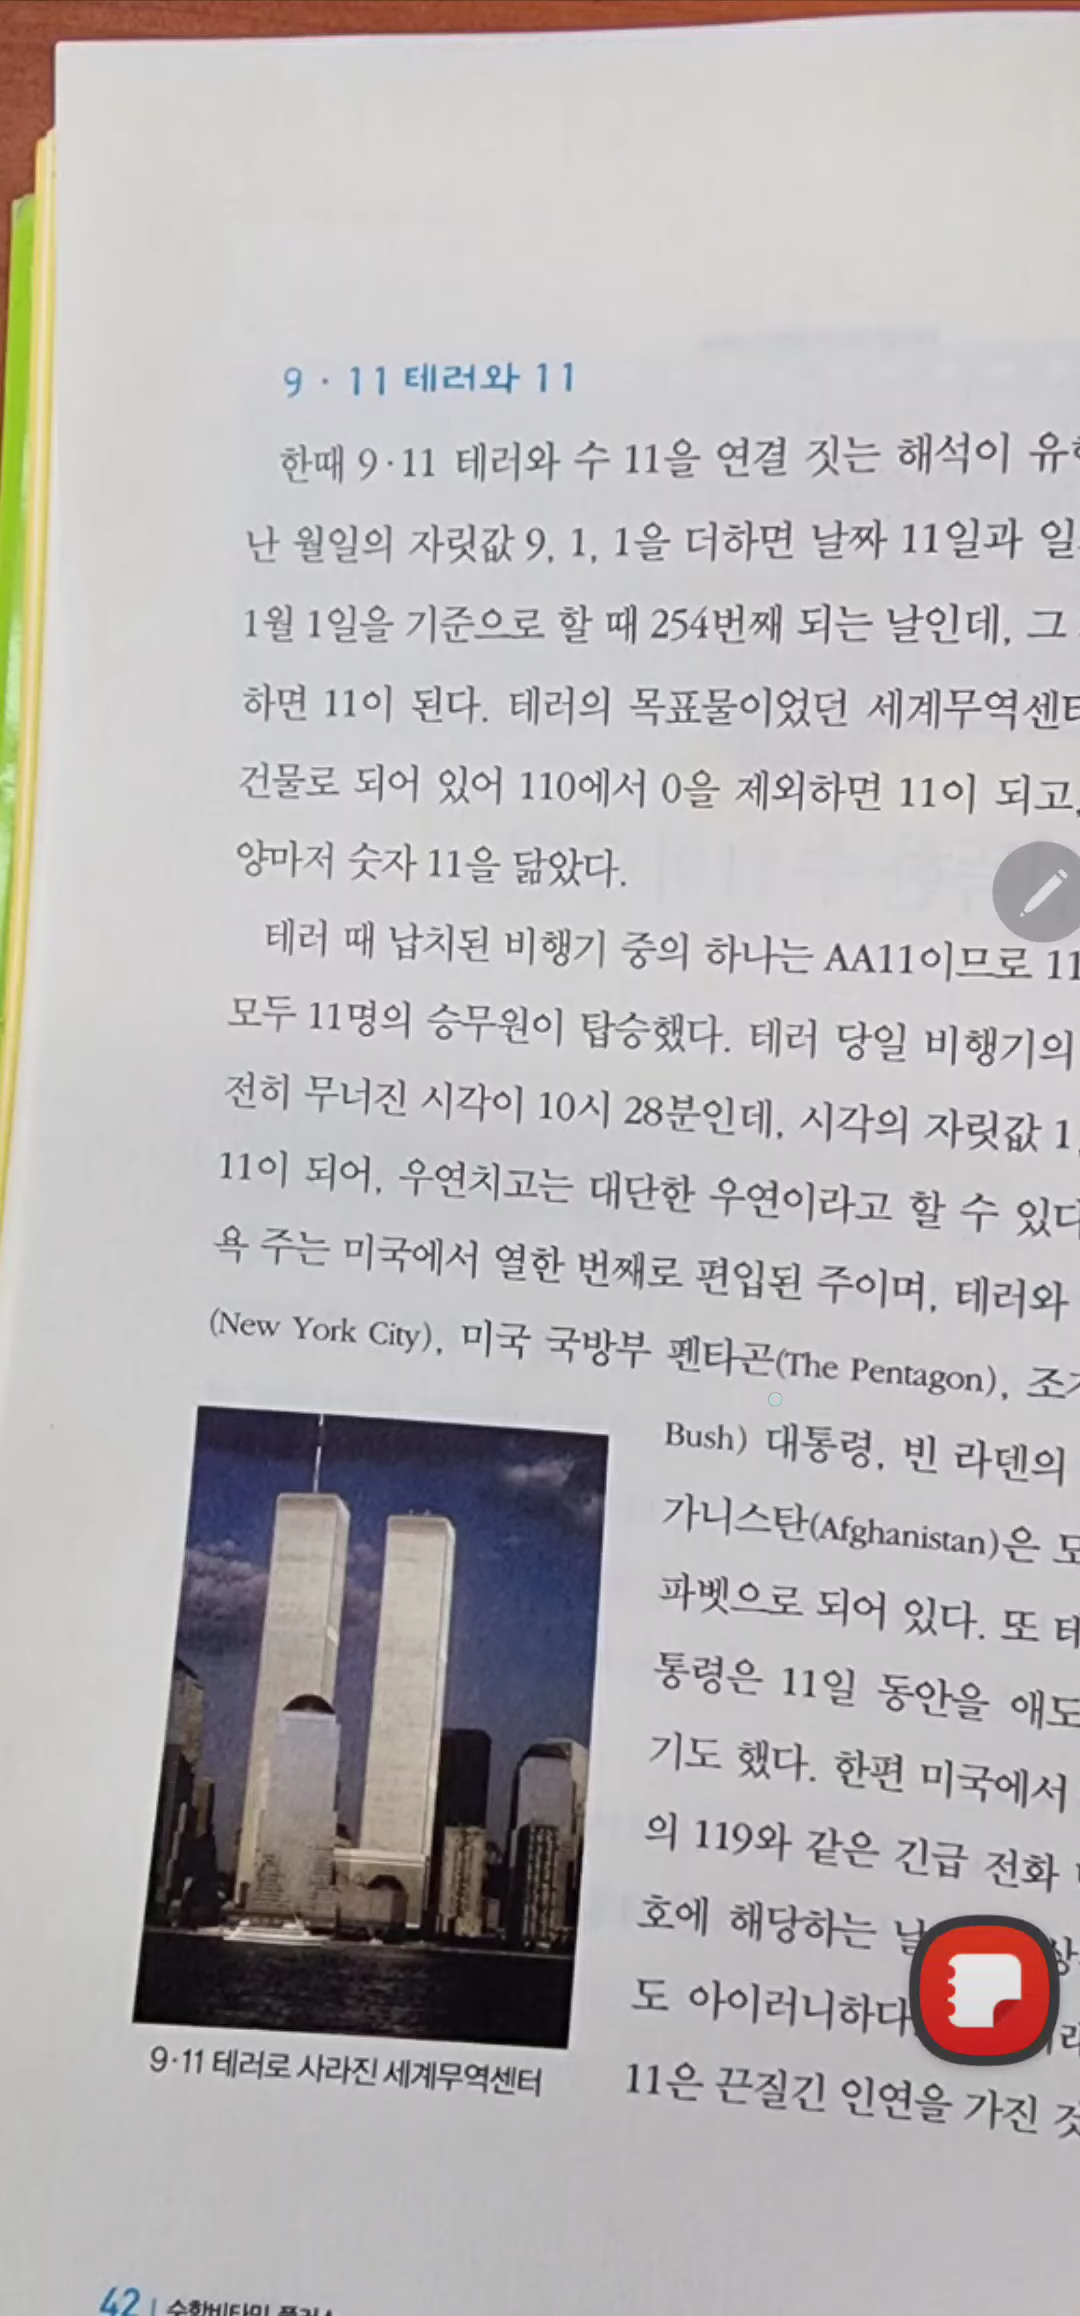 9 · 11 테러와 11
한때 9·11 테러와 수 11을 연결 짓는 해석이
난 월일의 자릿값 9, 1, 1을 더하면 날짜 11일과
1월 1일을 기준으로 할 때 254번째 되는 날인데, 그
하면 11이 된다. 테러의 목표물이었던 세계무역센터
건물로 되어 있어 110에서 0을 제외하면 11이 되고,
양마저 숫자 11을 닮았다.
테러 때 납치된 비행기 중의 하나는 AA11이므로 11
모두 11명의 승무원이 탑승했다. 테러 당일 비행기의
전히 무너진 시각이 10시 28분인데, 시각의 자릿값 1,
11이 되어, 우연치고는 대단한 우연이라고 할 수 있다
욕 주는 미국에서 열한 번째로 편입된 주이며, 테러와
(New York City), 미국 국방부 펜타곤(The Pentagon),
Bush) 대통령, 빈 라덴의
가니스탄(Afghanistan)은
파벳으로 되어 있다. 또
통령은 11일 동안을 애도
기도 했다. 한편 미국에서
의 119와 같은 긴급 전화
호에 해당하는
도 아이러니하다.
11은 끈질긴 인연을 가진
9·11 테러로 사라진 세계무역센터
42